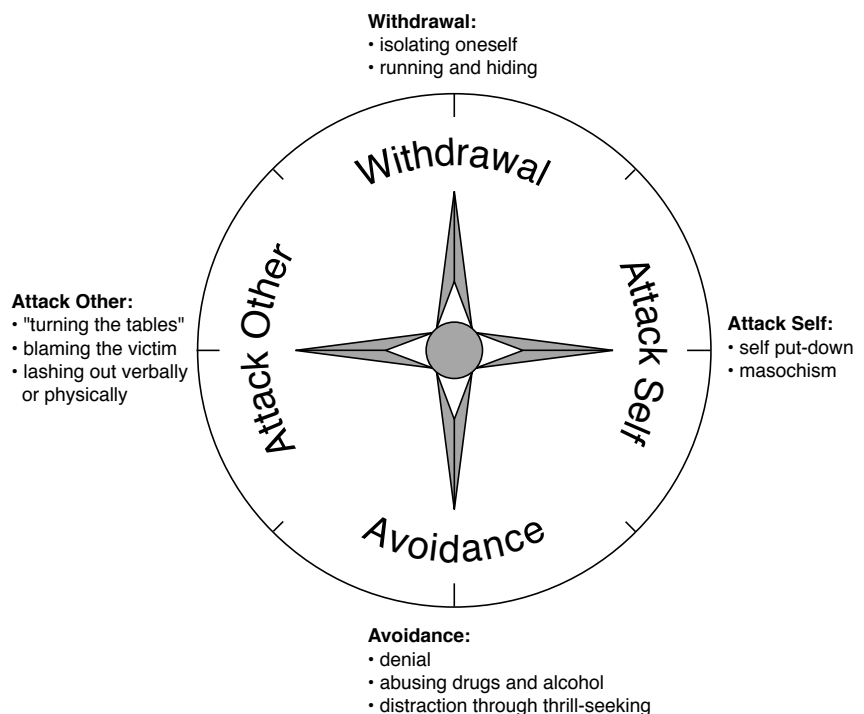 Withdrawal:
• isolating oneself
• running and hiding
Withdrawal
Attack Other:
• "turning the tables"
• blaming the victim
• lashing out verbally
or physically
Attack Other
Attack Self
Attack Self:
• self put-down
• masochism
Avoidance
Avoidance:
• denial
• abusing drugs and alcohol
• distraction through thrill-seeking